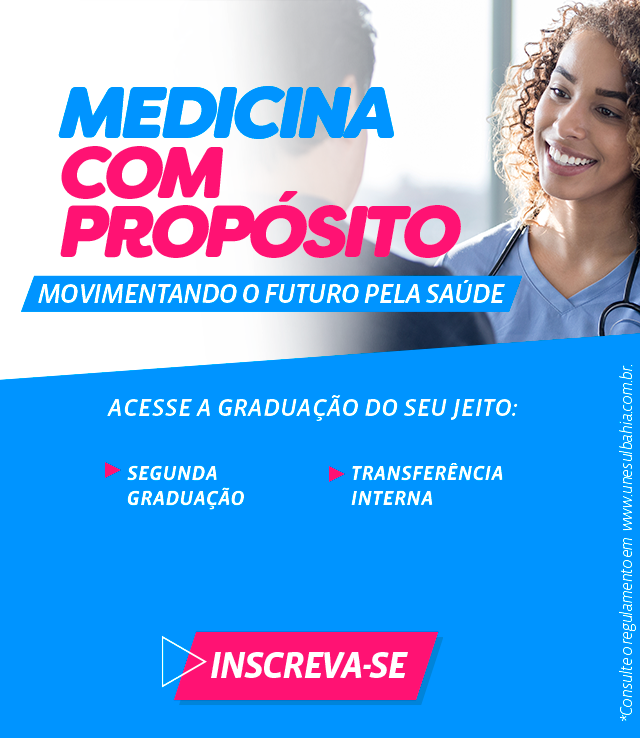 MEDICINA
COM
PROPÓSITO
MOVIMENTANDO O FUTURO PELA SAÚDE
ACESSE A GRADUAÇÃO DO SEU JEITO:
SEGUNDA
GRADUAÇÃO
TRANSFERÊNCIA
INTERNA
INSCREVA-SE
*Consulte o regulamento em www.unesulbahia.com.br.